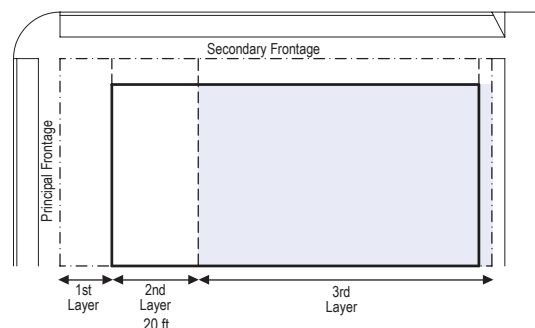 Secondary Frontage
Principal Frontage
1st
Layer
2nd
Layer
20 ft
3rd
Layer